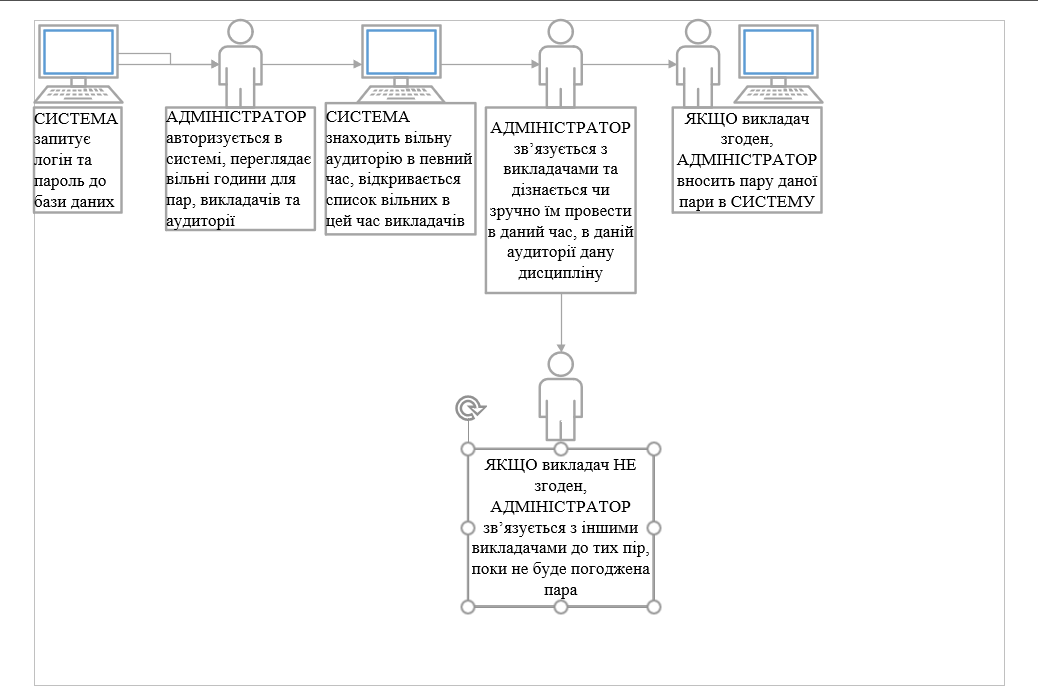 СИСТЕМА
запитує
логін та
пароль до
бази даних
АДМІНІСТРАТОР
авторизується в
системі, переглядає
вільні години для
пар, викладачів та
аудиторії
СИСТЕМА
знаходить вільну
аудиторію в певний
час, відкривається
список вільних в
цей час викладачів
АДМІНІСТРАТОР
зв’язується з
викладачами та
дізнається чи
зручно їм провести
в даний час, в даній
аудиторії дану
дисципліну
ЯКЩО викладач
згоден,
АДМІНІСТРАТОР
вносить пару даної
пари в СИСТЕМУ
ЯКЩО викладач НЕ
згоден,
АДМІНІСТРАТОР
зв’язується з іншими
викладачами до тих пір,
поки не буде погоджена
пара